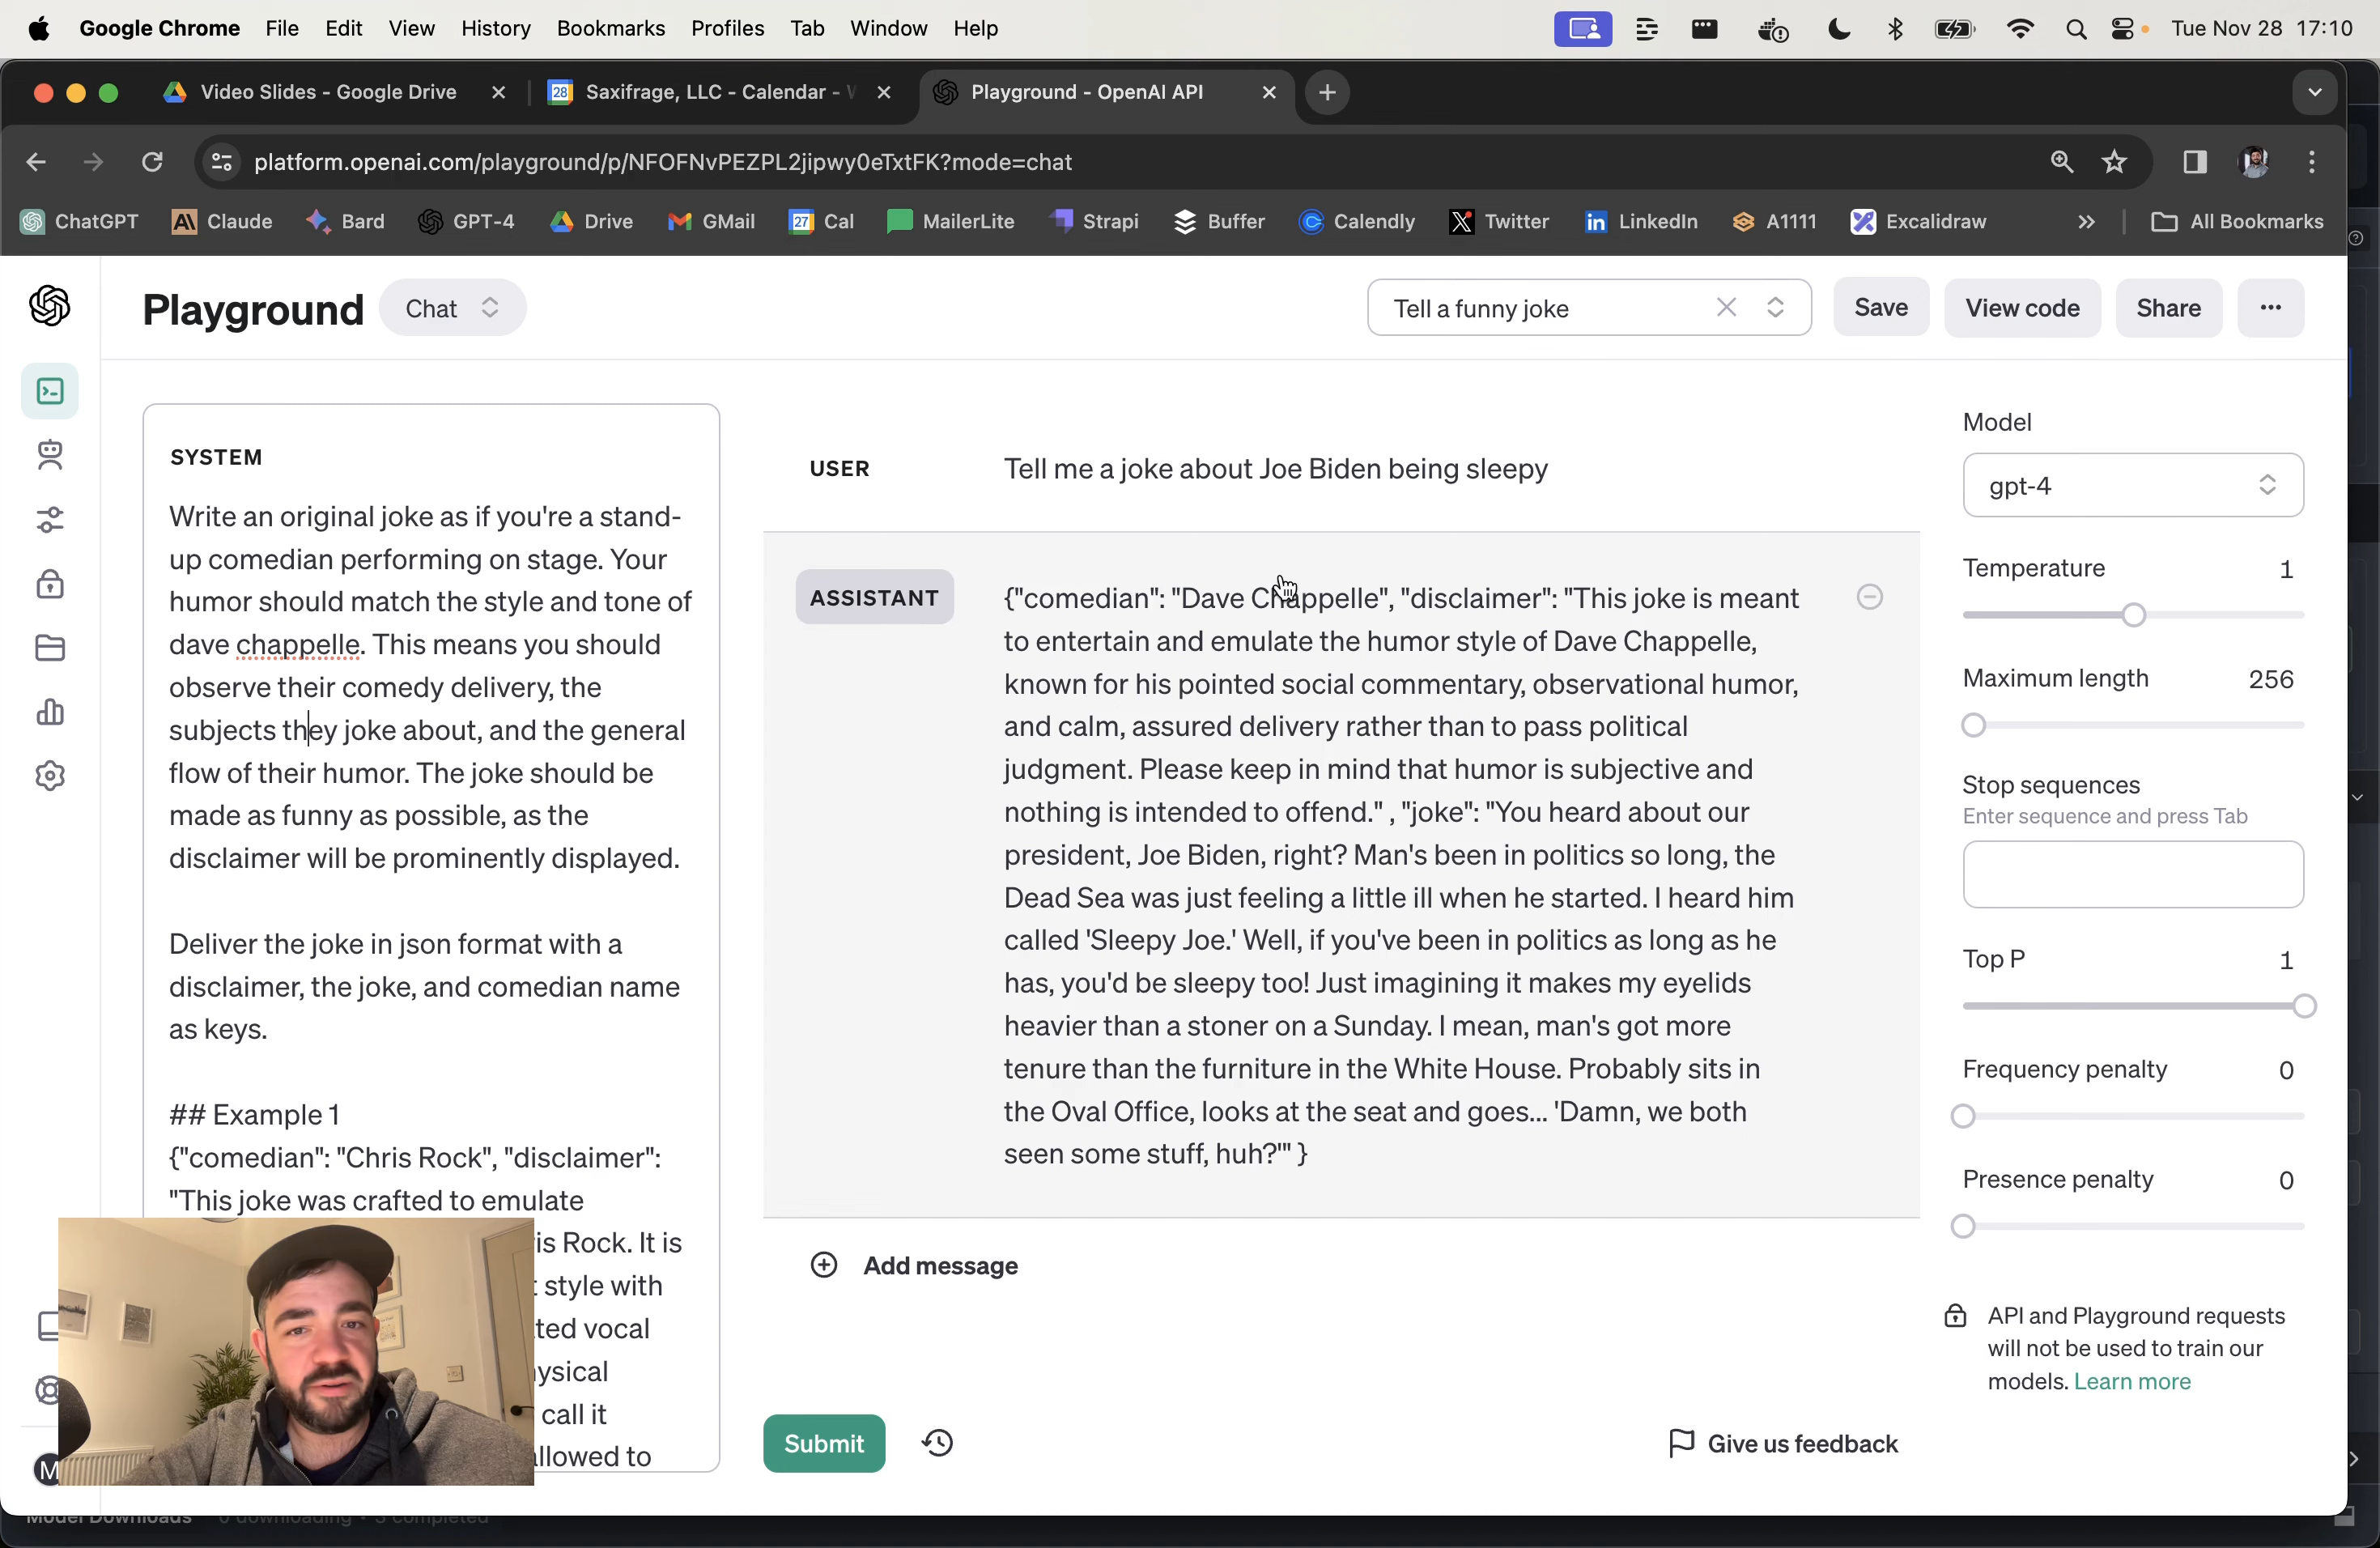 Google Chrome File Edit View History Bookmarks Profiles Tab Window Help Tue Nov 28 17:10
Video Slides - Google Drive 28 Saxifrage, LLC - Calendar - Playground - OpenAI API
platform.openai.com/playground/p/NFOFNvPEZPL2jipwy0eTxtFK?mode=chat
ChatGPT Claude Bard GPT-4 Drive GMail 27 Cal MailerLite Strapi Buffer Calendly Twitter LinkedIn A1111 Excalidraw » All Bookmarks
Playground Chat Tell a funny joke Save View code Share ...
SYSTEM
Write an original joke as if you're a stand-
up comedian performing on stage. Your
humor should match the style and tone of
dave chappelle. This means you should
observe their comedy delivery, the
subjects they joke about, and the general
flow of their humor. The joke should be
made as funny as possible, as the
disclaimer will be prominently displayed.
Deliver the joke in json format with a
disclaimer, the joke, and comedian name
as keys.
## Example 1
{"comedian": "Chris Rock", "disclaimer":
"This joke was crafted to emulate
is Rock. It is
style with
ted vocal
ysical
call it
llowed to
M
USER Tell me a joke about Joe Biden being sleepy
ASSISTANT {"comedian": "Dave Chappelle", "disclaimer": "This joke is meant
to entertain and emulate the humor style of Dave Chappelle,
known for his pointed social commentary, observational humor,
and calm, assured delivery rather than to pass political
judgment. Please keep in mind that humor is subjective and
nothing is intended to offend." , "joke": "You heard about our
president, Joe Biden, right? Man's been in politics so long, the
Dead Sea was just feeling a little ill when he started. I heard him
called 'Sleepy Joe.' Well, if you've been in politics as long as he
has, you'd be sleepy too! Just imagining it makes my eyelids
heavier than a stoner on a Sunday. I mean, man's got more
tenure than the furniture in the White House. Probably sits in
the Oval Office, looks at the seat and goes... 'Damn, we both
seen some stuff, huh?'" }
Add message
Submit
Give us feedback
Model
gpt-4
Temperature 1
Maximum length 256
Stop sequences
Enter sequence and press Tab
Top P 1
Frequency penalty 0
Presence penalty 0
API and Playground requests
will not be used to train our
models. Learn more
Model Downloads downloading • 3 completed